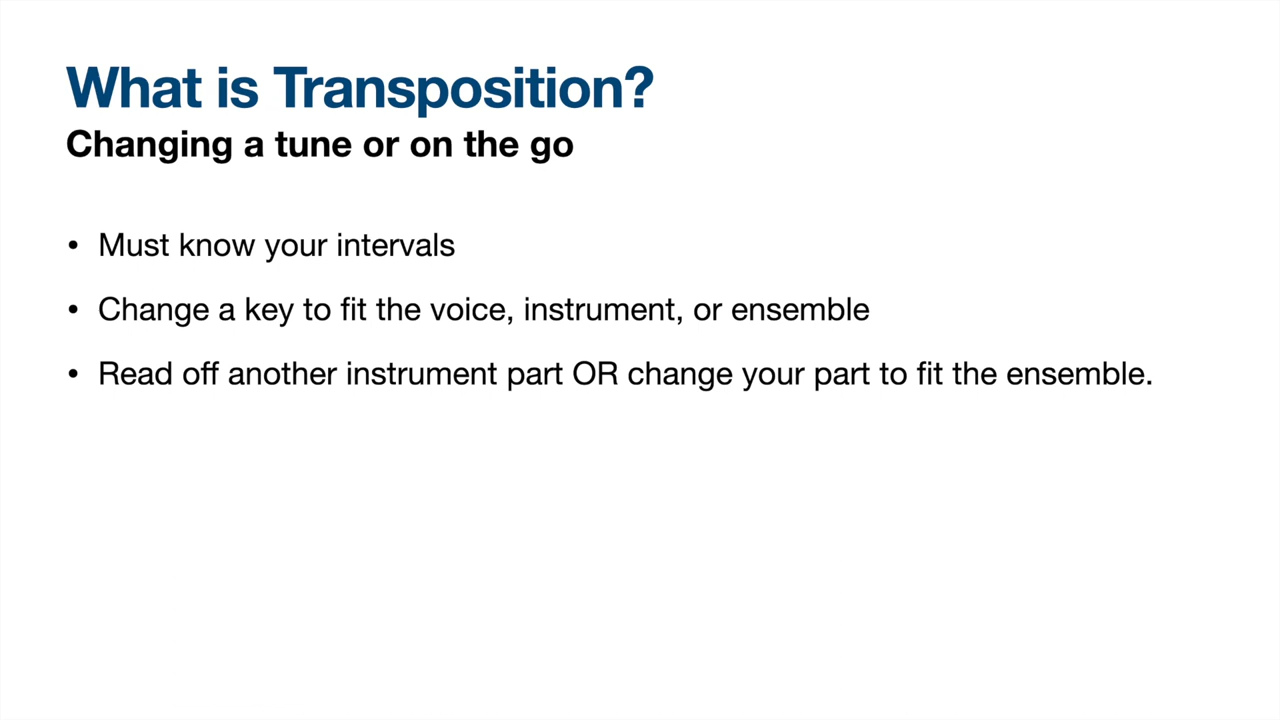 What is Transposition?
Changing a tune or on the go
• Must know your intervals
• Change a key to fit the voice, instrument, or ensemble
• Read off another instrument part OR change your part to fit the ensemble.